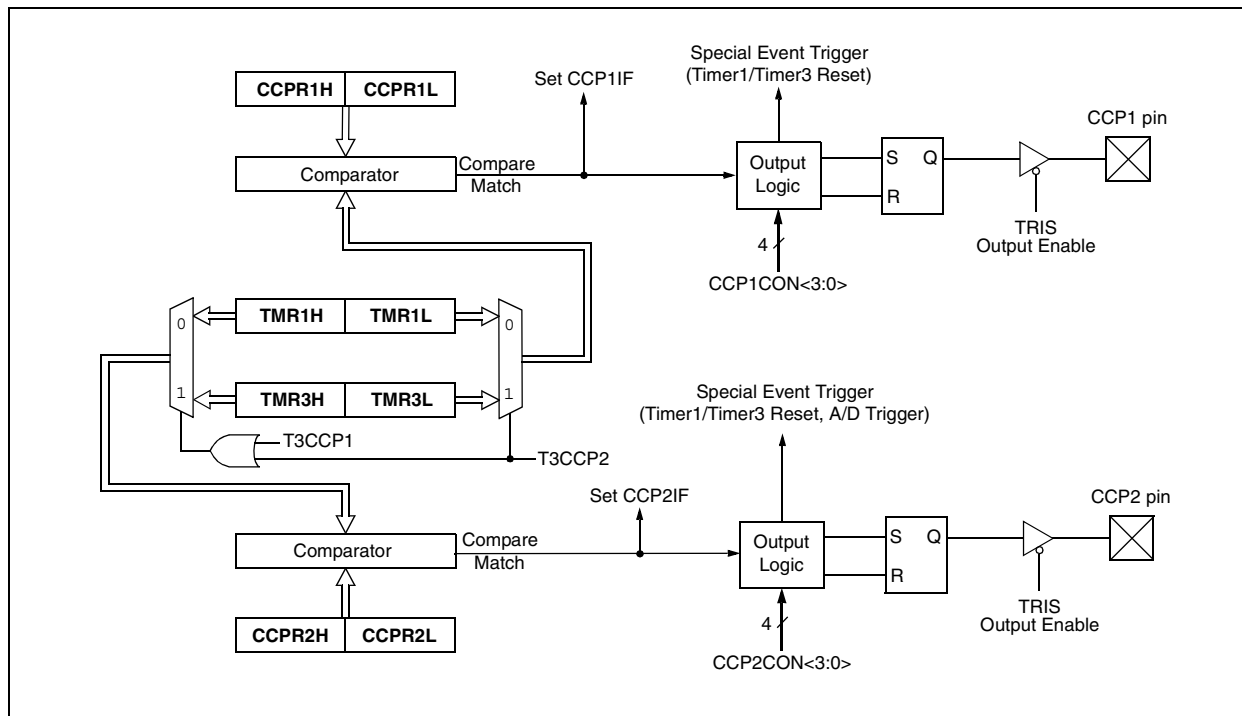 Special Event Trigger
(Timer1/Timer3 Reset)
Set CCP1IF
CCPR1H CCPR1L
CCP1 pin
Comparator
Compare
Match
Output
Logic
S Q
R
TRIS
Output Enable
4
CCP1CON<3:0>
0 TMR1H TMR1L 0
1 TMR3H TMR3L 1
T3CCP1
T3CCP2
Special Event Trigger
(Timer1/Timer3 Reset, A/D Trigger)
Set CCP2IF
CCP2 pin
Comparator
Compare
Match
Output
Logic
S Q
R
TRIS
Output Enable
4
CCPR2H CCPR2L
CCP2CON<3:0>